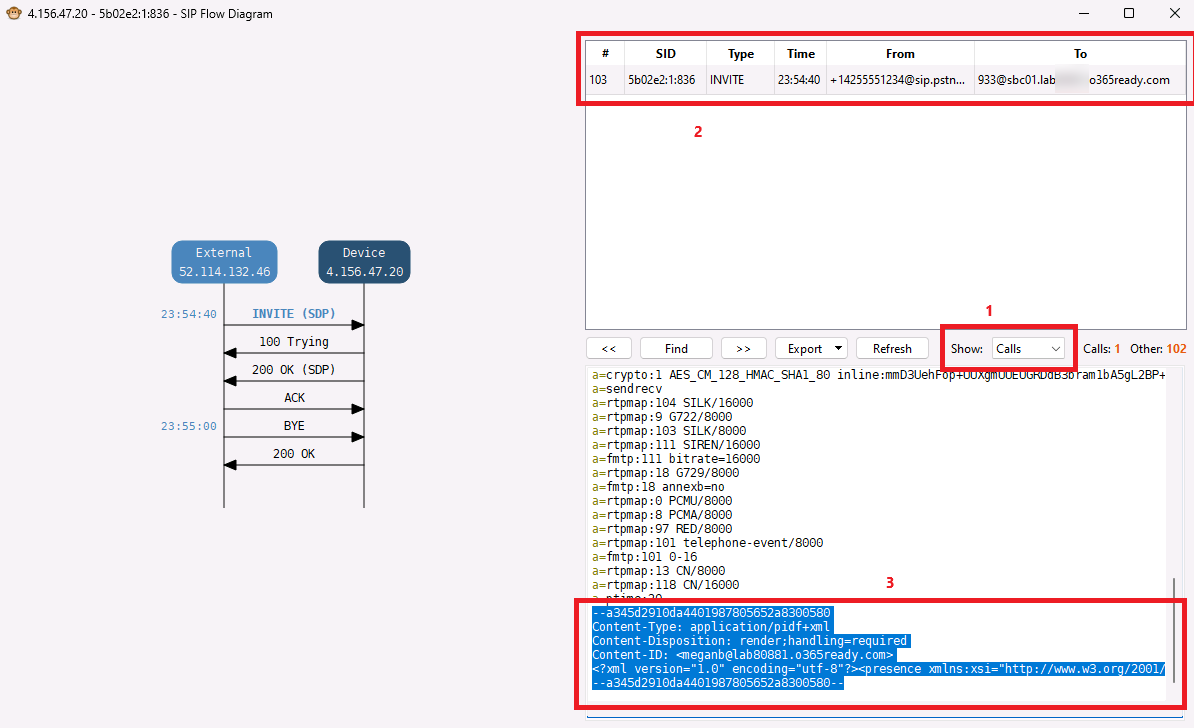 4.156.47.20 - 5b02e2:1:836 - SIP Flow Diagram
# SID Type Time From To
103 5b02e2:1:836 INVITE 23:54:40 +14255551234@sip.pstn... 933@sbc01.lab o365ready.com
2
External
52.114.132.46
Device
4.156.47.20
23:54:40 INVITE (SDP)
100 Trying
200 OK (SDP)
ACK
23:55:00 BYE
200 OK
1
<< Find >> Export Refresh Show: Calls Calls: 1 Other: 102
a=crypto:1 AES_CM_128_HMAC_SHA1_80
a=sendrecv
a=rtpmap:104 SILK/16000
a=rtpmap:9 G722/8000
a=rtpmap:103 SILK/8000
a=rtpmap:111 SIREN/16000
a=fmtp:111 bitrate=16000
a=rtpmap:18 G729/8000
a=fmtp:18 annexb=no
a=rtpmap:0 PCMU/8000
a=rtpmap:8 PCMA/8000
a=rtpmap:97 RED/8000
a=rtpmap:101 telephone-event/8000
a=fmtp:101 0-16
a=rtpmap:13 CN/8000
a=rtpmap:118 CN/16000
a=ptime:20
3
--a345d2910da4401987805652a8300580
Content-Type: application/pidf+xml
Content-Disposition: render;handling=required
Content-ID: <meganb@lab80881.o365ready.com>
<?xml version="1.0" encoding="utf-8"?><presence xmlns:xsi="http://www.w3.org/2001/
--a345d2910da4401987805652a8300580--